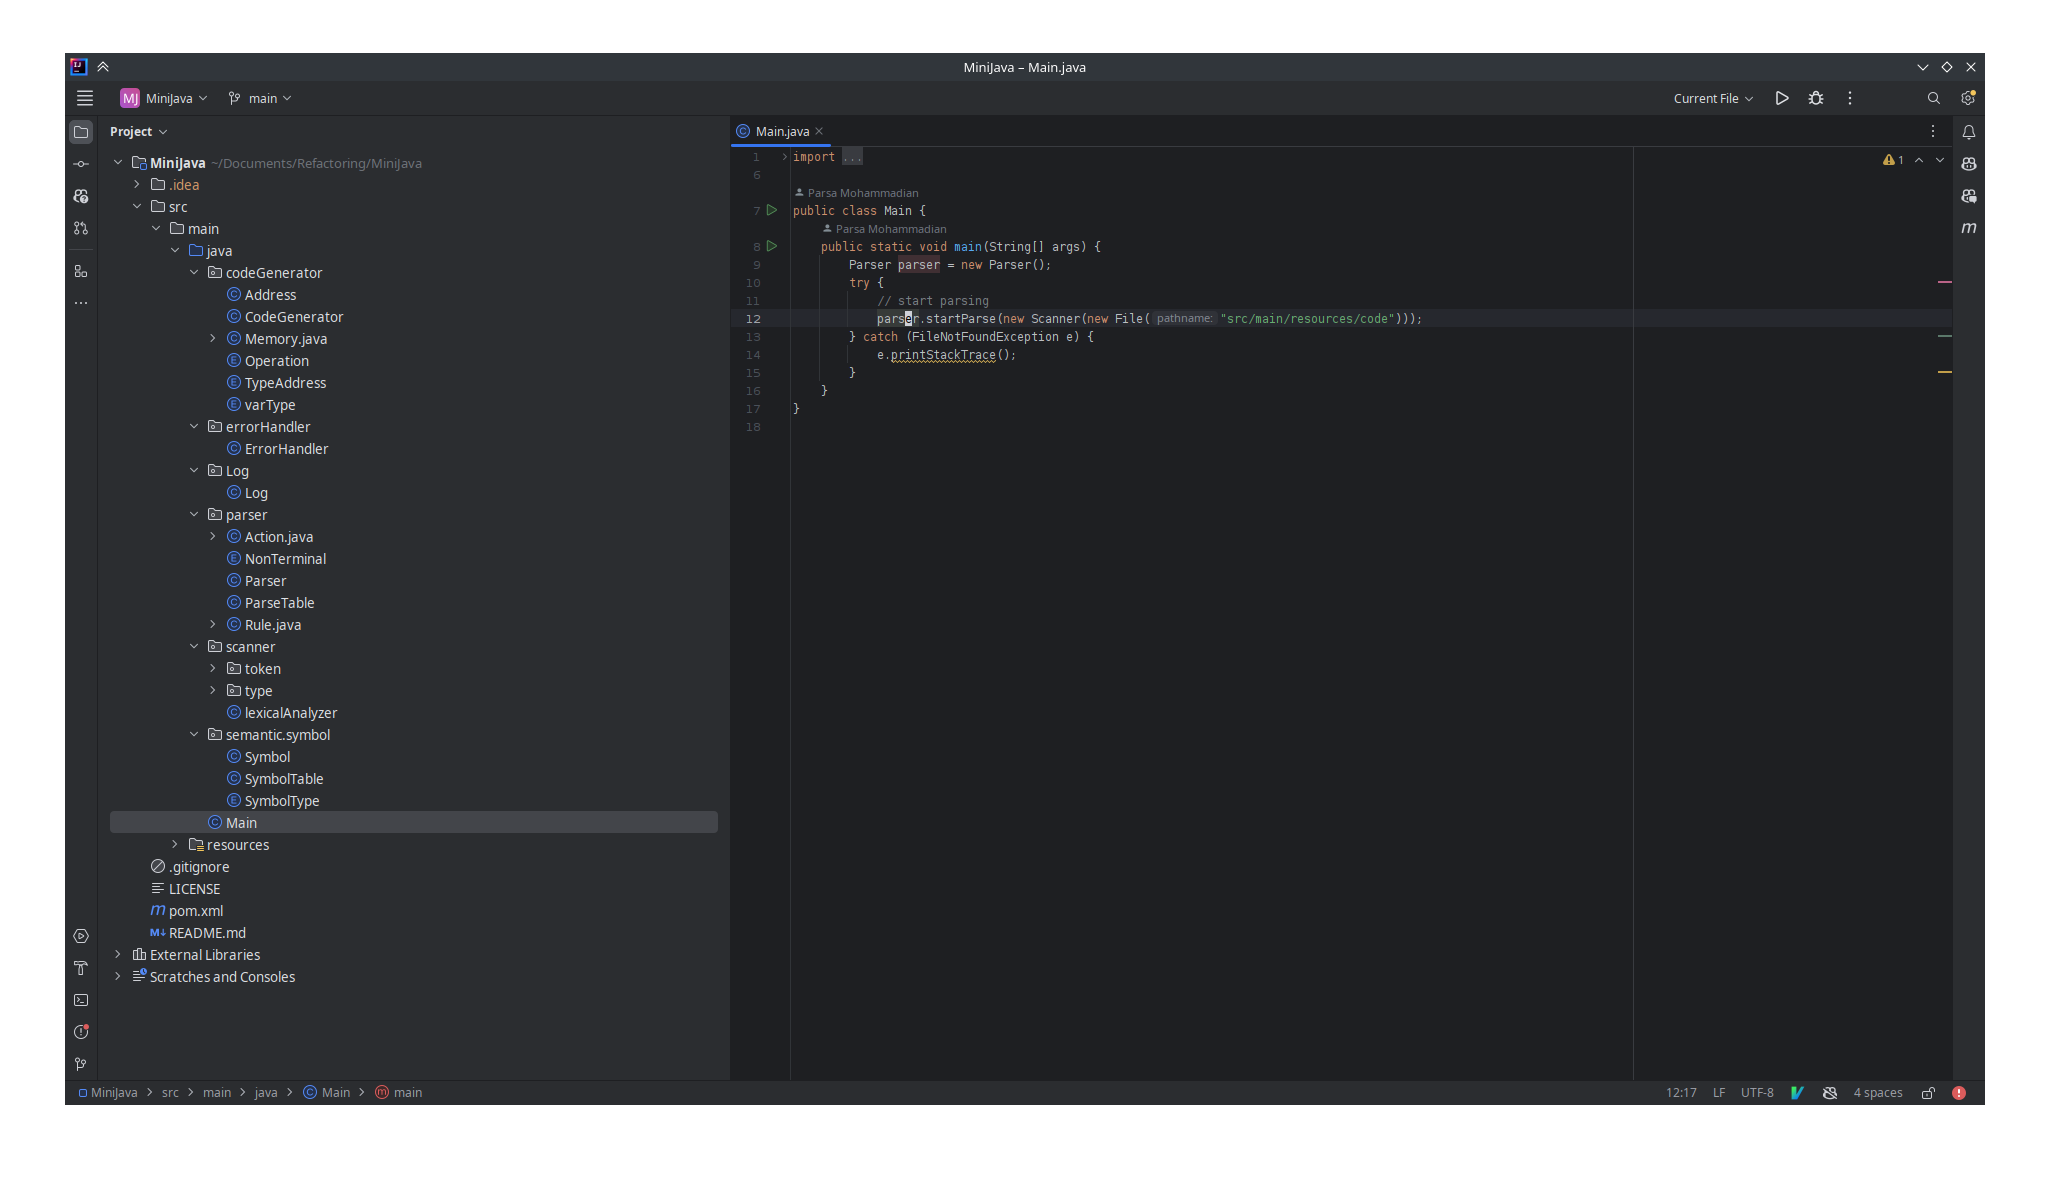 MiniJava – Main.java
MJ MiniJava main Current File
Project
Main.java
MiniJava ~/Documents/Refactoring/MiniJava
.idea
src
main
java
codeGenerator
Address
CodeGenerator
Memory.java
Operation
TypeAddress
varType
errorHandler
ErrorHandler
Log
Log
parser
Action.java
NonTerminal
Parser
ParseTable
Rule.java
scanner
token
type
lexicalAnalyzer
semantic.symbol
Symbol
SymbolTable
SymbolType
Main
resources
.gitignore
LICENSE
pom.xml
README.md
External Libraries
Scratches and Consoles
1 import ...
6
Parsa Mohammadian
7 public class Main {
Parsa Mohammadian
8 public static void main(String[] args) {
9 Parser parser = new Parser();
10 try {
11 // start parsing
12 parser.startParse(new Scanner(new File( pathname: "src/main/resources/code")));
13 } catch (FileNotFoundException e) {
14 e.printStackTrace();
15 }
16 }
17 }
18
1
MiniJava src main java Main main
12:17 LF UTF-8 4 spaces